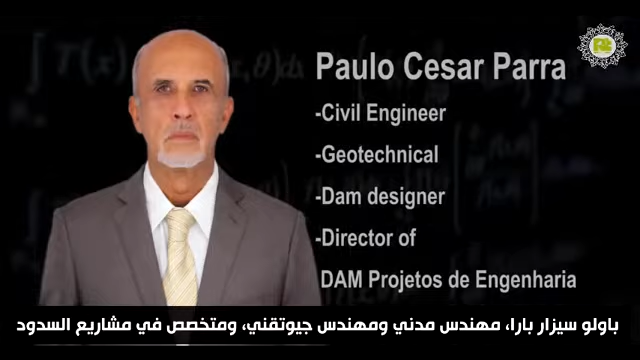 Paulo Cesar Parra
-Civil Engineer
-Geotechnical
-Dam designer
-Director of
DAM Projetos de Engenharia
باولو سيزار بارا، مهندس مدني ومهندس جيوتقني، ومتخصص في مشاريع السدود